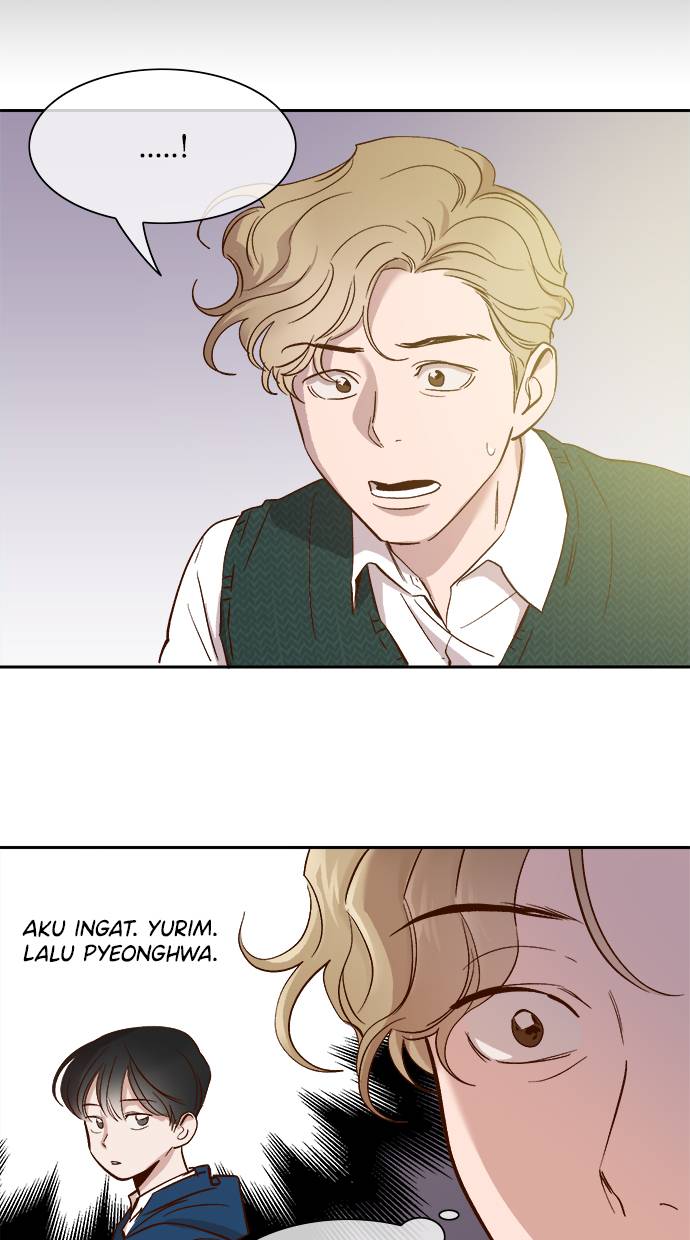 .....!
AKU INGAT. YURIM.
LALU PYEONGHWA.